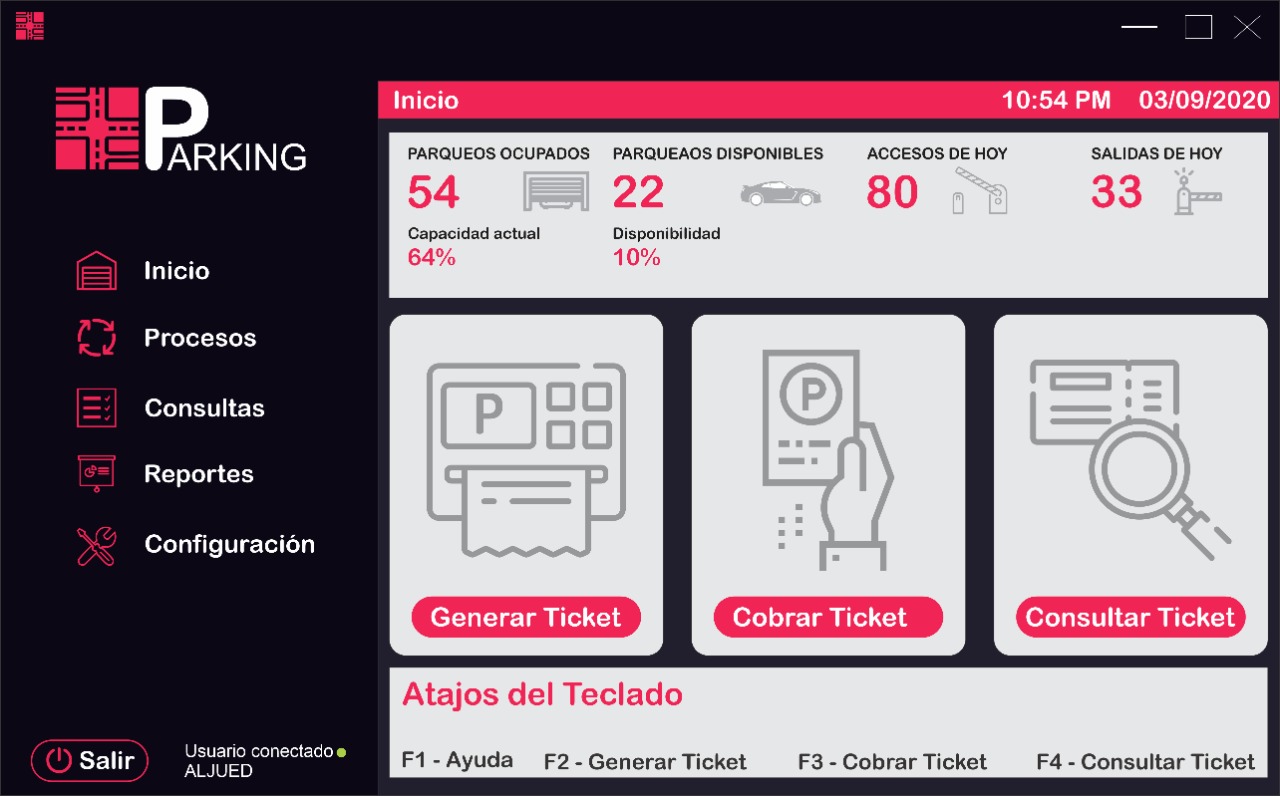 PARKING
Inicio
Procesos
Consultas
Reportes
Configuración
Salir
Usuario conectado
ALJUED
Inicio 10:54 PM 03/09/2020
PARQUEOS OCUPADOS PARQUEAOS DISPONIBLES ACCESOS DE HOY SALIDAS DE HOY
54 22 80 33
Capacidad actual Disponibilidad
64% 10%
P
P
Generar Ticket Cobrar Ticket Consultar Ticket
Atajos del Teclado
F1 - Ayuda F2 - Generar Ticket F3 - Cobrar Ticket F4 - Consultar Ticket